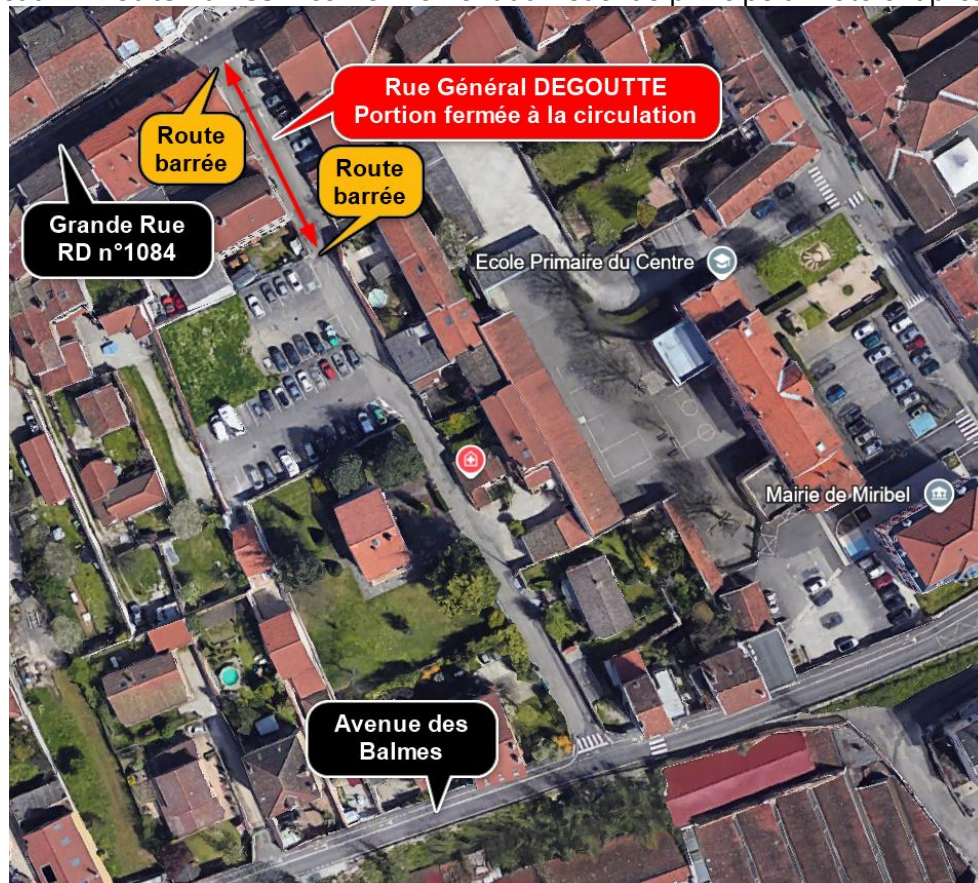 Rue Général DEGOUTTE
Portion fermée à la circulation
Route
barrée
Route
barrée
Grande Rue
RD n°1084
Ecole Primaire du Centre
Mairie de Miribel
Avenue des
Balmes